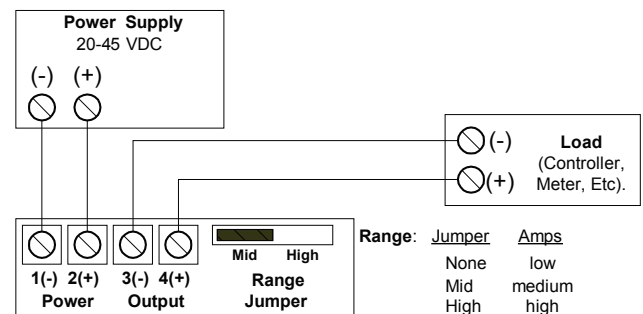 Power Supply
20-45 VDC
(-) (+)
(-) Load
(Controller,
(+) Meter, Etc).
Mid High
1(-) 2(+) 3(-) 4(+) Range
Power Output Jumper
Range: Jumper Amps
None low
Mid medium
High high